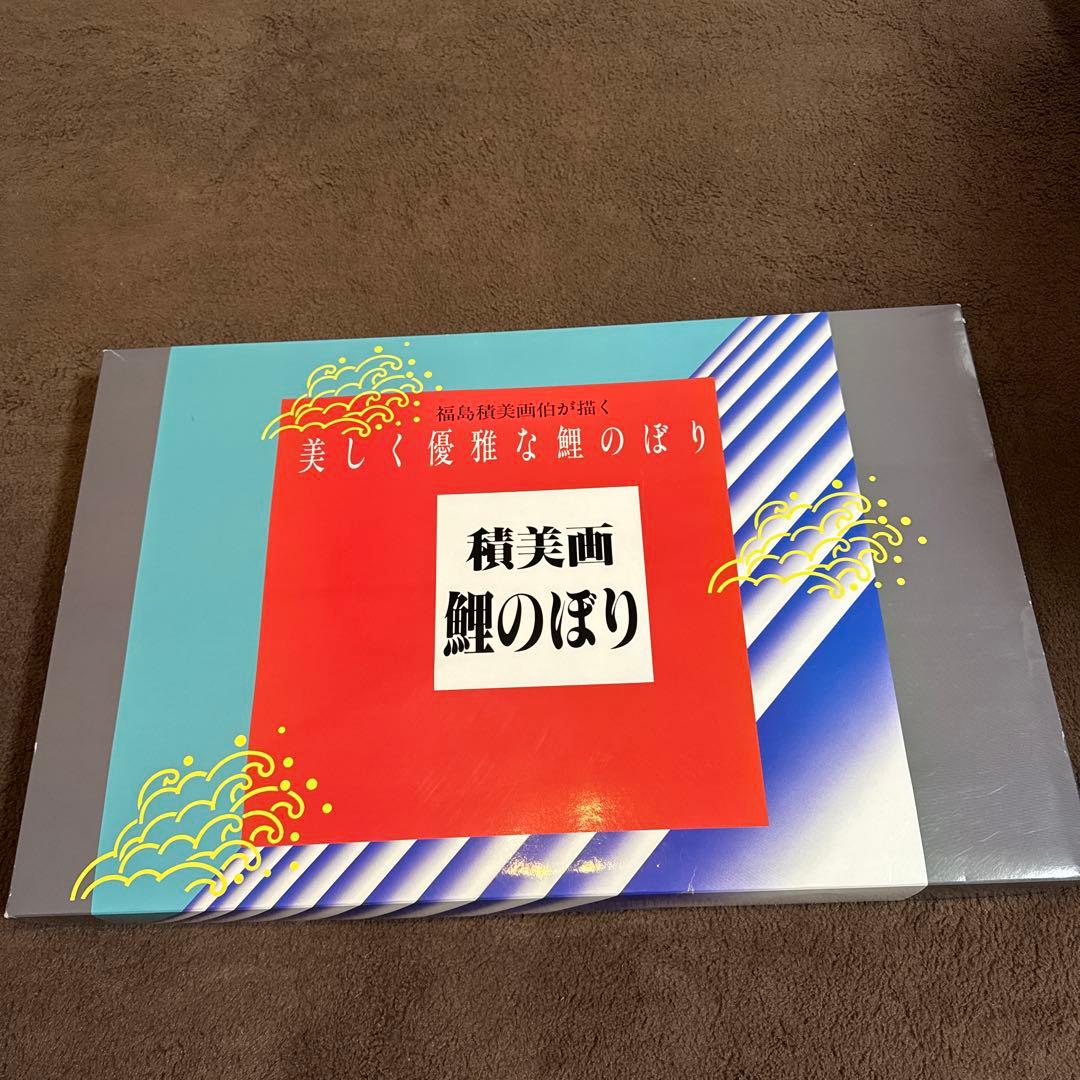 福島積美画伯が描く
美しく優雅な鯉のぼり
積美画
鯉のぼり